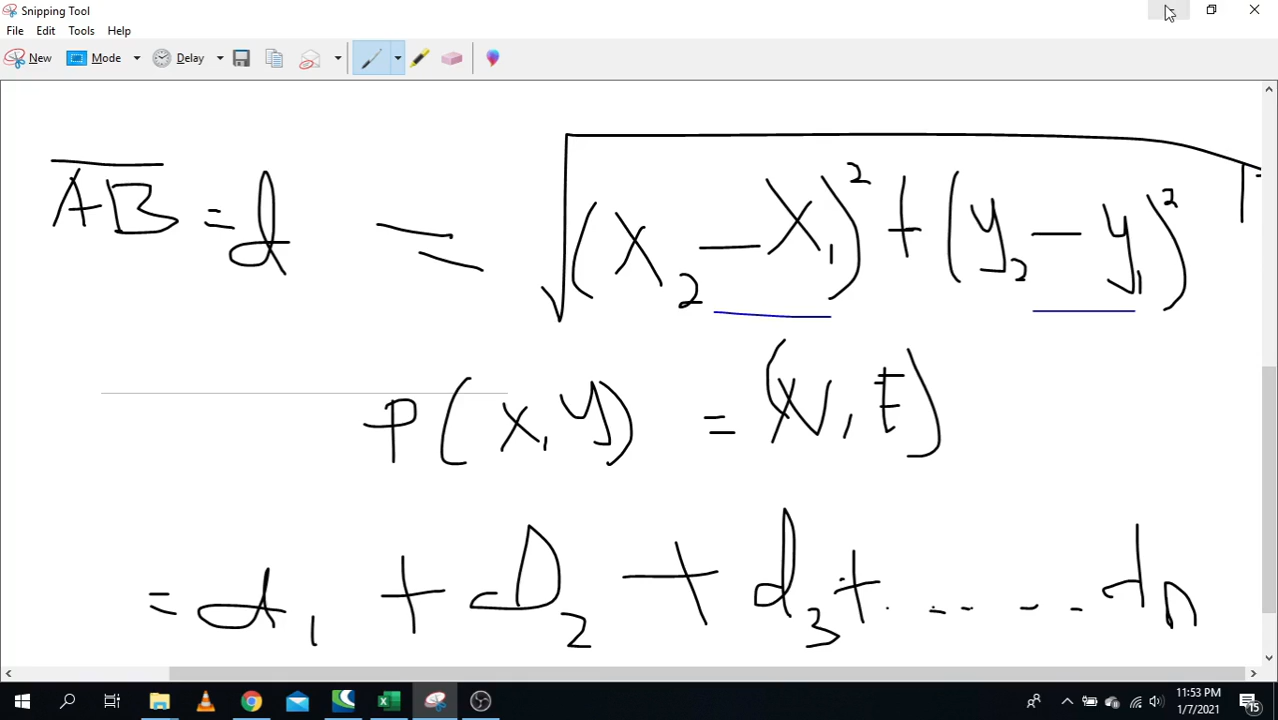 Snipping Tool
File Edit Tools Help
New Mode Delay
AB = d = √(x₂ - x₁)² + (y₂ - y₁)²
P(x, y) = (N, E)
= d₁ + D₂ + d₃ + ...... dn
11:53 PM
1/7/2021
15